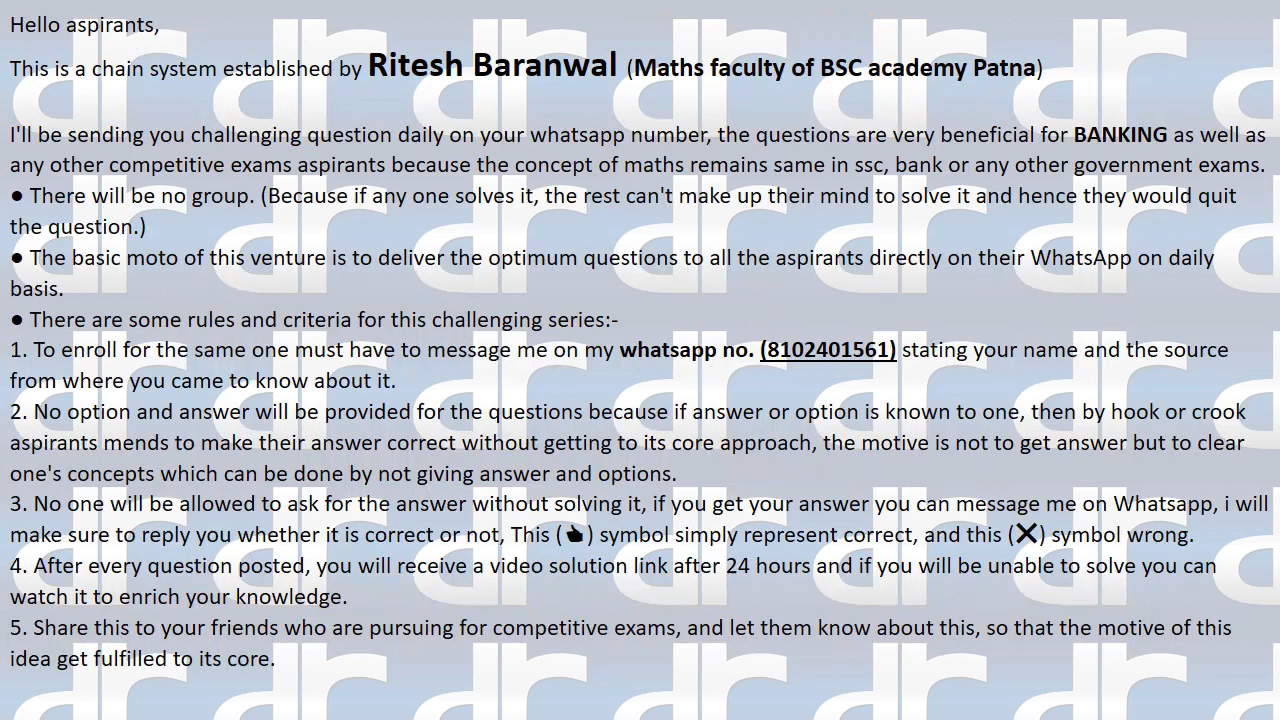 Hello aspirants,
This is a chain system established by Ritesh Baranwal (Maths faculty of BSC academy Patna)
I'll be sending you challenging question daily on your whatsapp number, the questions are very beneficial for BANKING as well as
any other competitive exams aspirants because the concept of maths remains same in ssc, bank or any other government exams.
● There will be no group. (Because if any one solves it, the rest can't make up their mind to solve it and hence they would quit
the question.)
● The basic moto of this venture is to deliver the optimum questions to all the aspirants directly on their WhatsApp on daily
basis.
● There are some rules and criteria for this challenging series:-
1. To enroll for the same one must have to message me on my whatsapp no. (8102401561) stating your name and the source
from where you came to know about it.
2. No option and answer will be provided for the questions because if answer or option is known to one, then by hook or crook
aspirants mends to make their answer correct without getting to its core approach, the motive is not to get answer but to clear
one's concepts which can be done by not giving answer and options.
3. No one will be allowed to ask for the answer without solving it, if you get your answer you can message me on Whatsapp, i will
make sure to reply you whether it is correct or not, This (👍) symbol simply represent correct, and this (❌) symbol wrong.
4. After every question posted, you will receive a video solution link after 24 hours and if you will be unable to solve you can
watch it to enrich your knowledge.
5. Share this to your friends who are pursuing for competitive exams, and let them know about this, so that the motive of this
idea get fulfilled to its core.